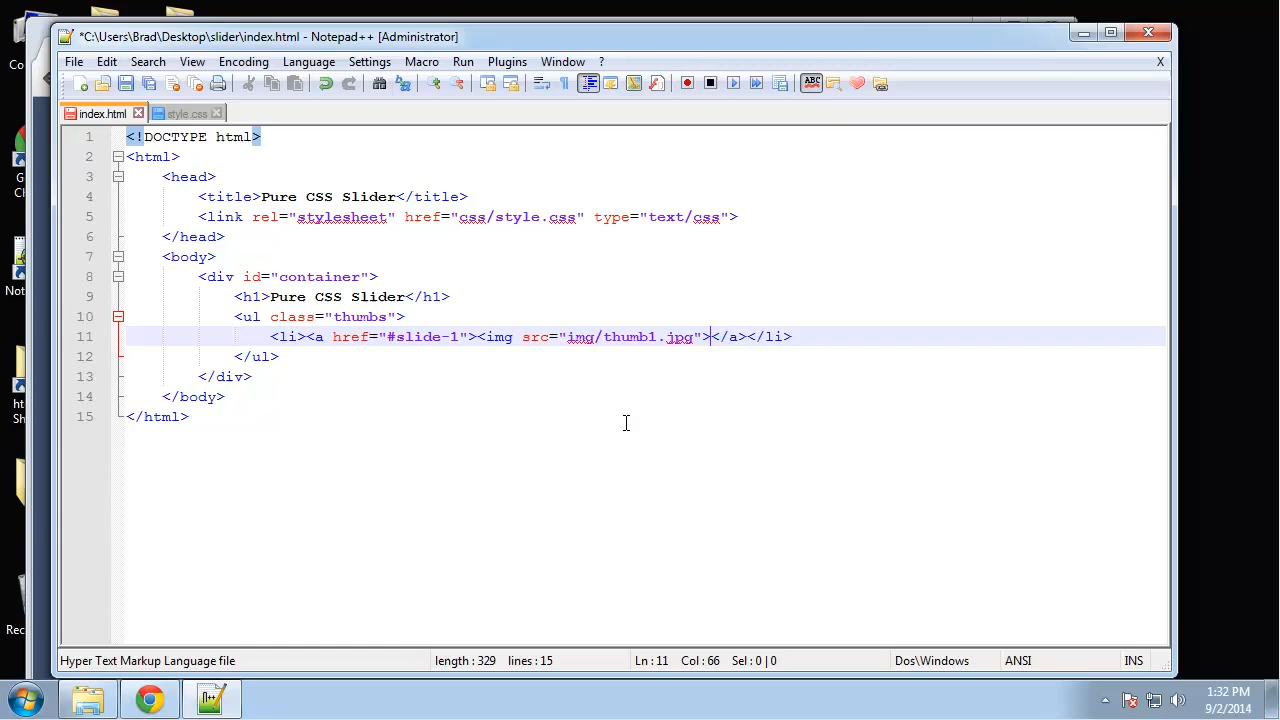 *C:\Users\Brad\Desktop\slider\index.html - Notepad++ [Administrator]
File Edit Search View Encoding Language Settings Macro Run Plugins Window ? X
index.html style.css
1 <!DOCTYPE html>
2 <html>
3 <head>
4 <title>Pure CSS Slider</title>
5 <link rel="stylesheet" href="css/style.css" type="text/css">
6 </head>
7 <body>
8 <div id="container">
9 <h1>Pure CSS Slider</h1>
10 <ul class="thumbs">
11 <li><a href="#slide-1"><img src="img/thumb1.jpg"></a></li>
12 </ul>
13 </div>
14 </body>
15 </html>
Hyper Text Markup Language file length : 329 lines : 15 Ln : 11 Col : 66 Sel : 0 | 0 Dos\Windows ANSI INS
1:32 PM
9/2/2014